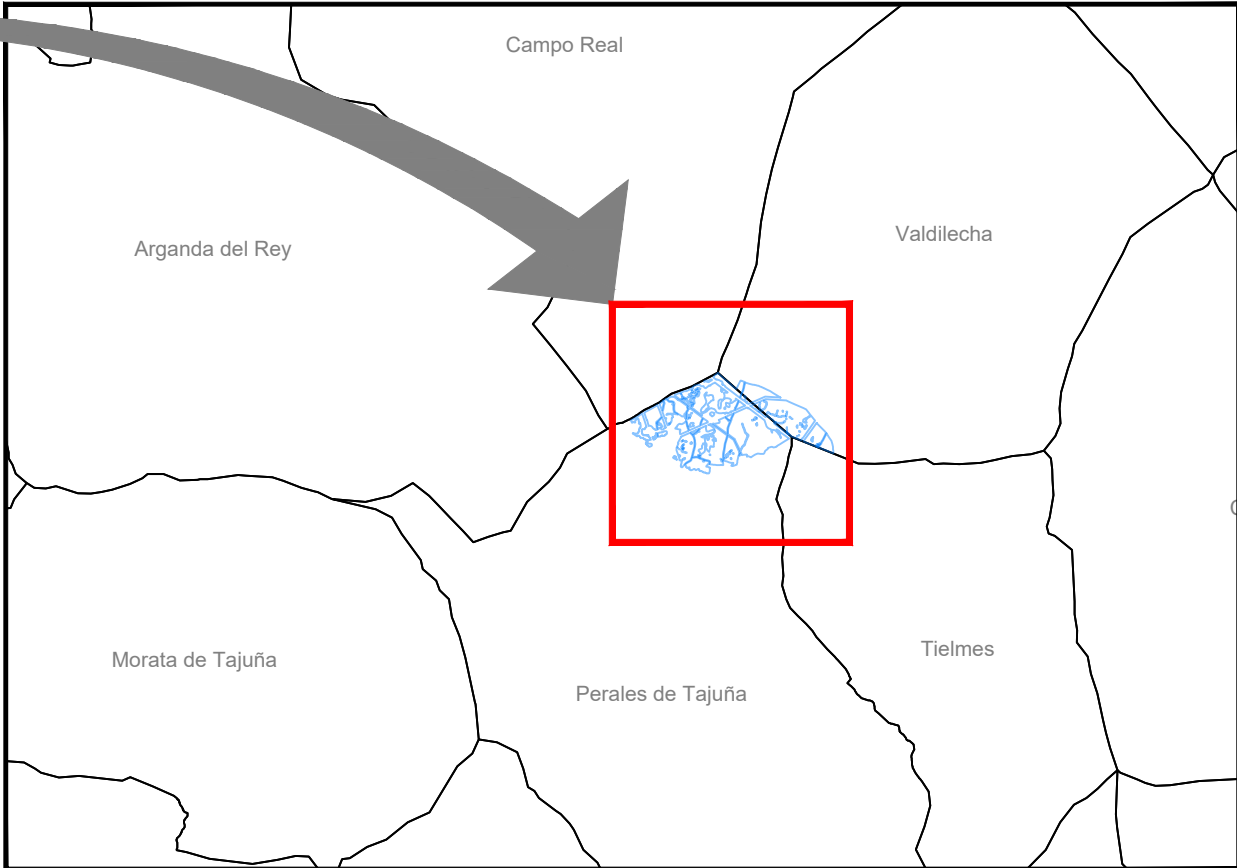 Campo Real
Valdilecha
Arganda del Rey
Tielmes
Morata de Tajuña
Perales de Tajuña